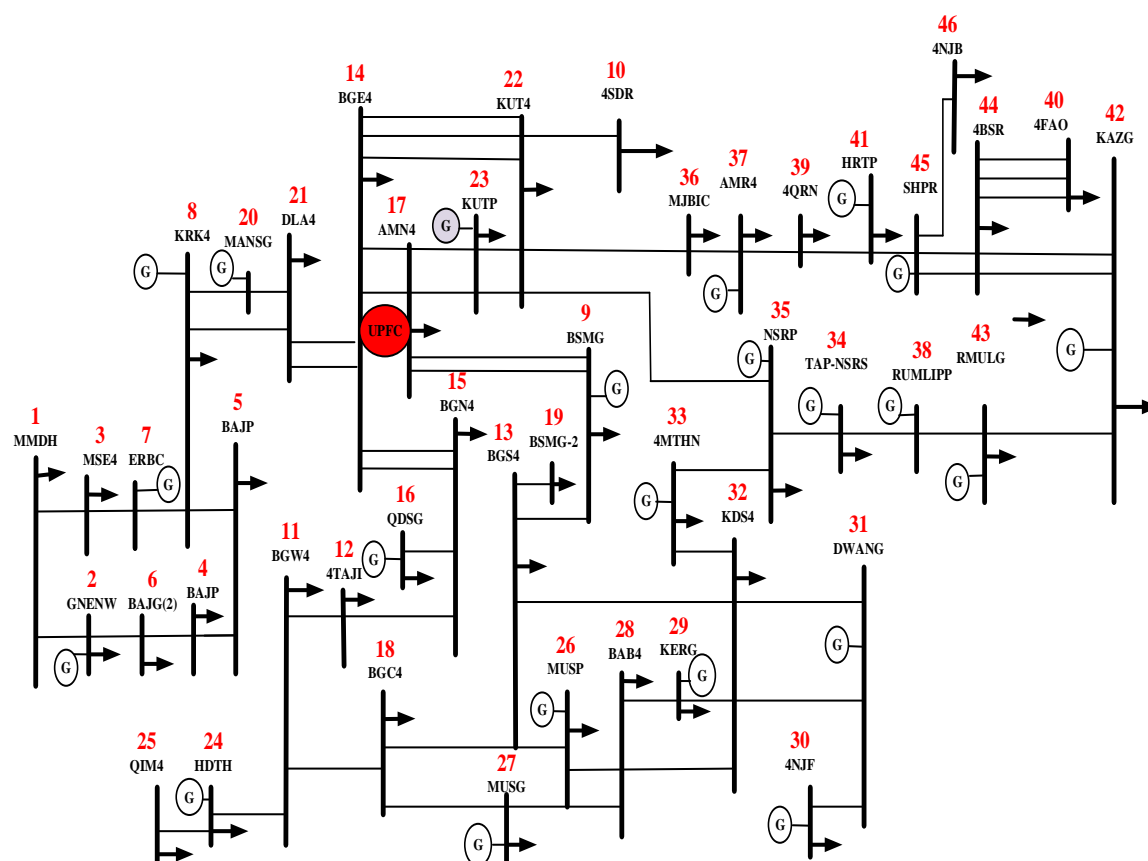 46
4NJB
14
BGE4
22
KUT4
10
4SDR
44
4BSR
40
4FAO
42
KAZG
41
HRTP
37
AMR4
39
4QRN
45
SHPR
36
MJBIC
23
KUTP
17
AMN4
21
DLA4
20
MANSG
8
KRK4
G
G
G
G
G
G
G
UPFC
9
BSMG
35
NSRP
G
34
TAP-NSRS
38
RUMLIPP
43
RMULG
G
G
G
G
G
15
BGN4
5
BAJP
1
MMDH
3
MSE4
7
ERBC
G
13
BGS4
19
BSMG-2
33
4MTHN
G
32
KDS4
16
QDSG
G
31
DWANG
G
11
BGW4
12
4TAJI
2
GNENW
G
6
BAJG(2)
4
BAJP
18
BGC4
26
MUSP
G
28
BAB4
29
KERG
G
25
QIM4
24
HDTH
G
27
MUSG
G
30
4NJF
G